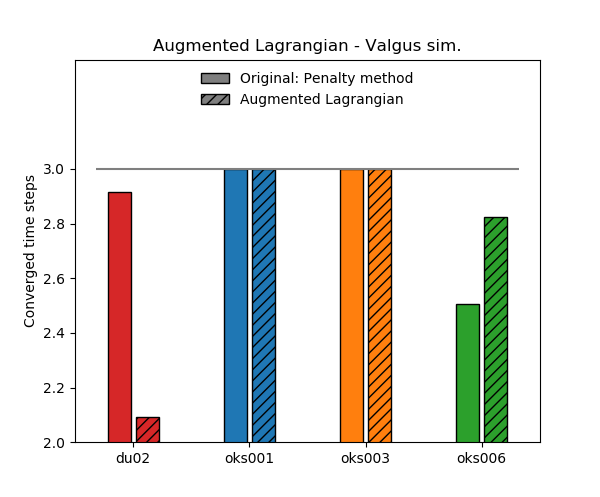 Augmented Lagrangian - Valgus sim.
Original: Penalty method
Augmented Lagrangian
Converged time steps
3.0
2.8
2.6
2.4
2.2
2.0
du02 oks001 oks003 oks006